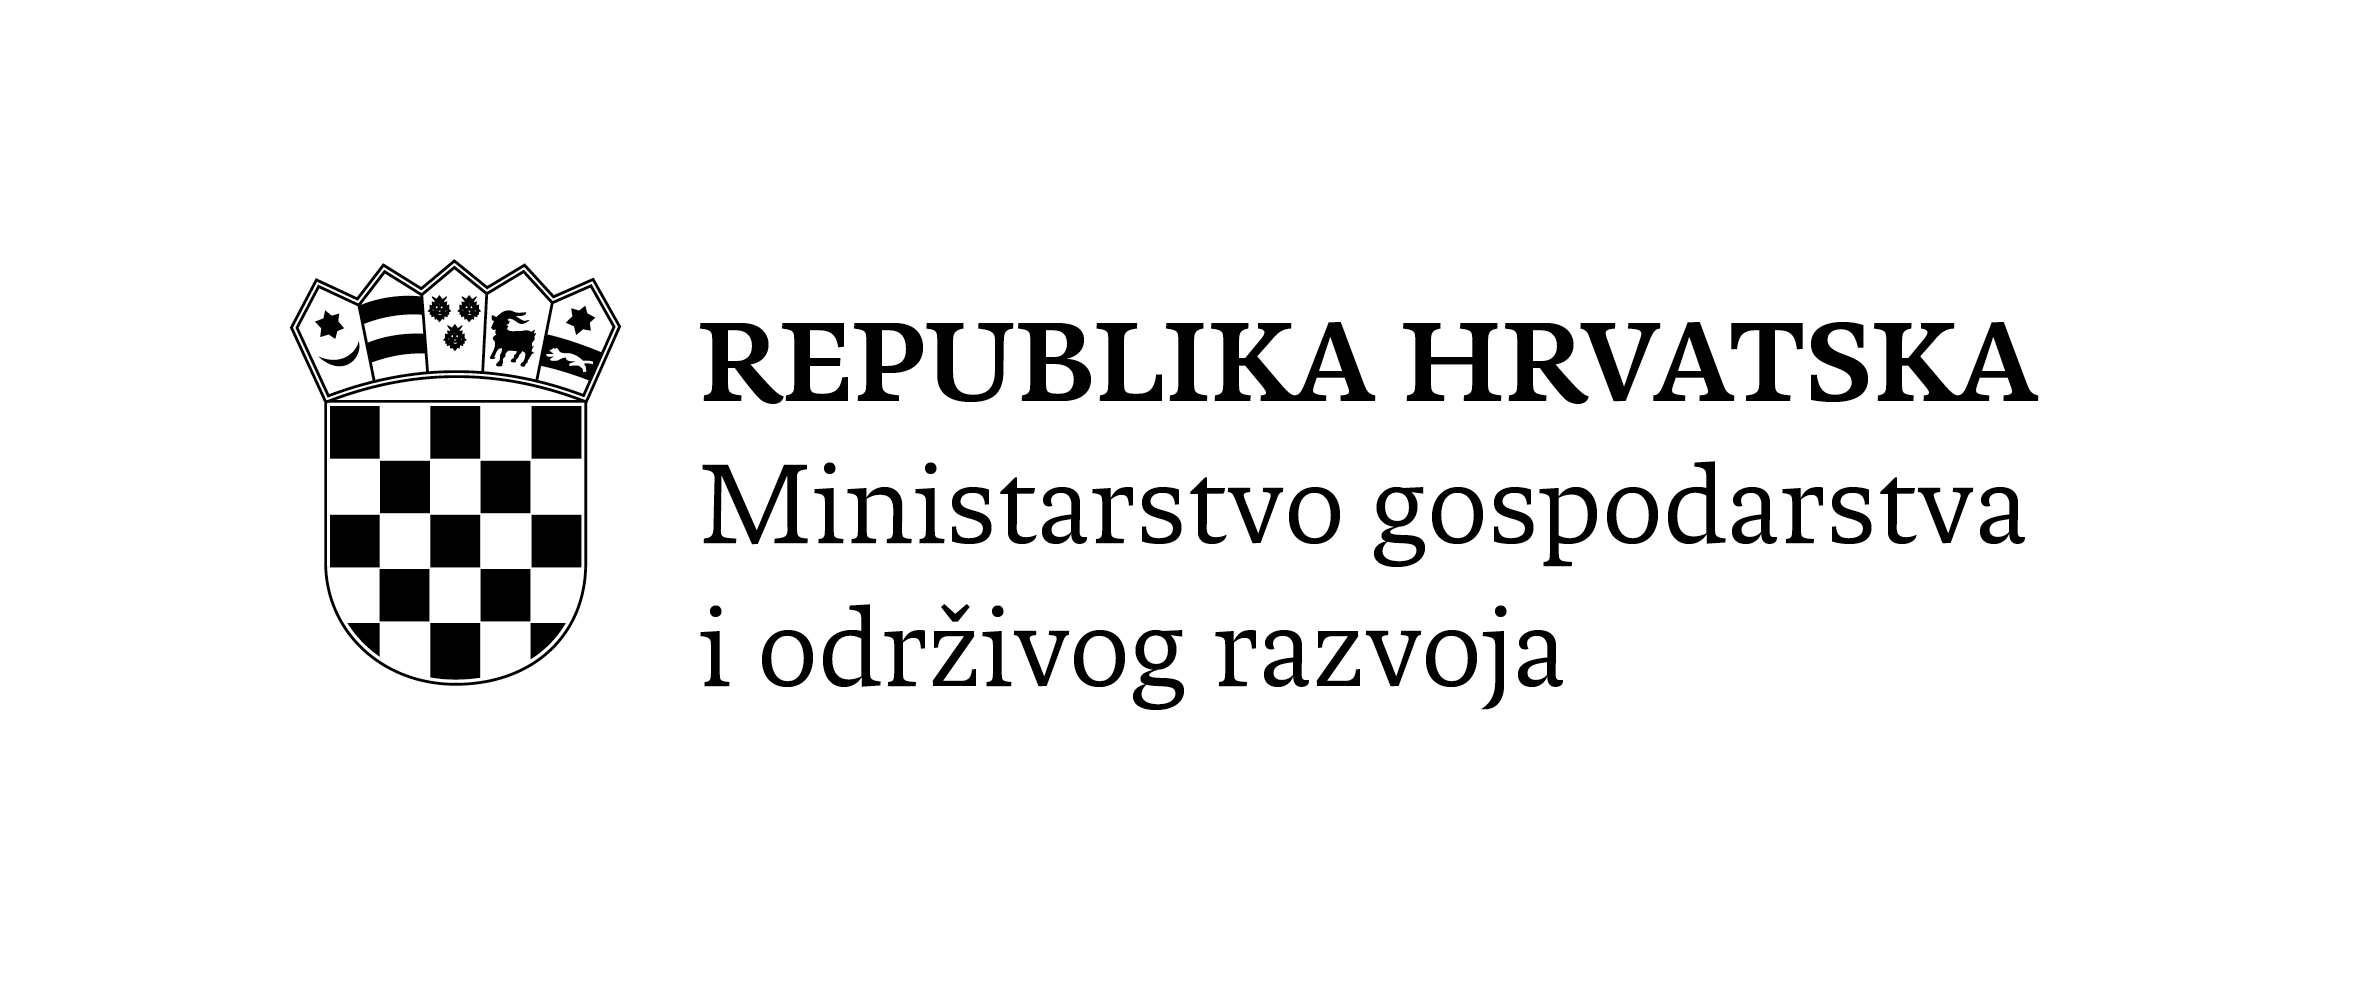 REPUBLIKA HRVATSKA
Ministarstvo gospodarstva
i održivog razvoja